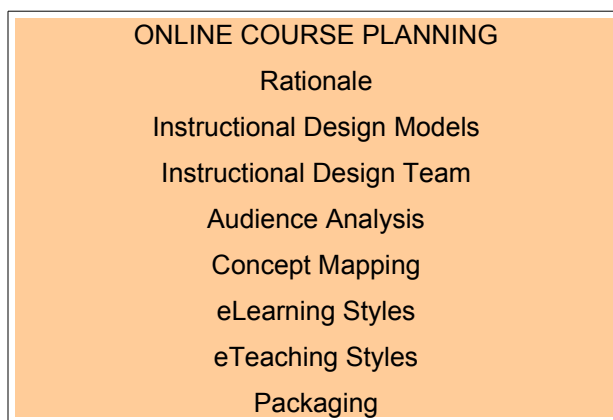 ONLINE COURSE PLANNING
Rationale
Instructional Design Models
Instructional Design Team
Audience Analysis
Concept Mapping
eLearning Styles
eTeaching Styles
Packaging